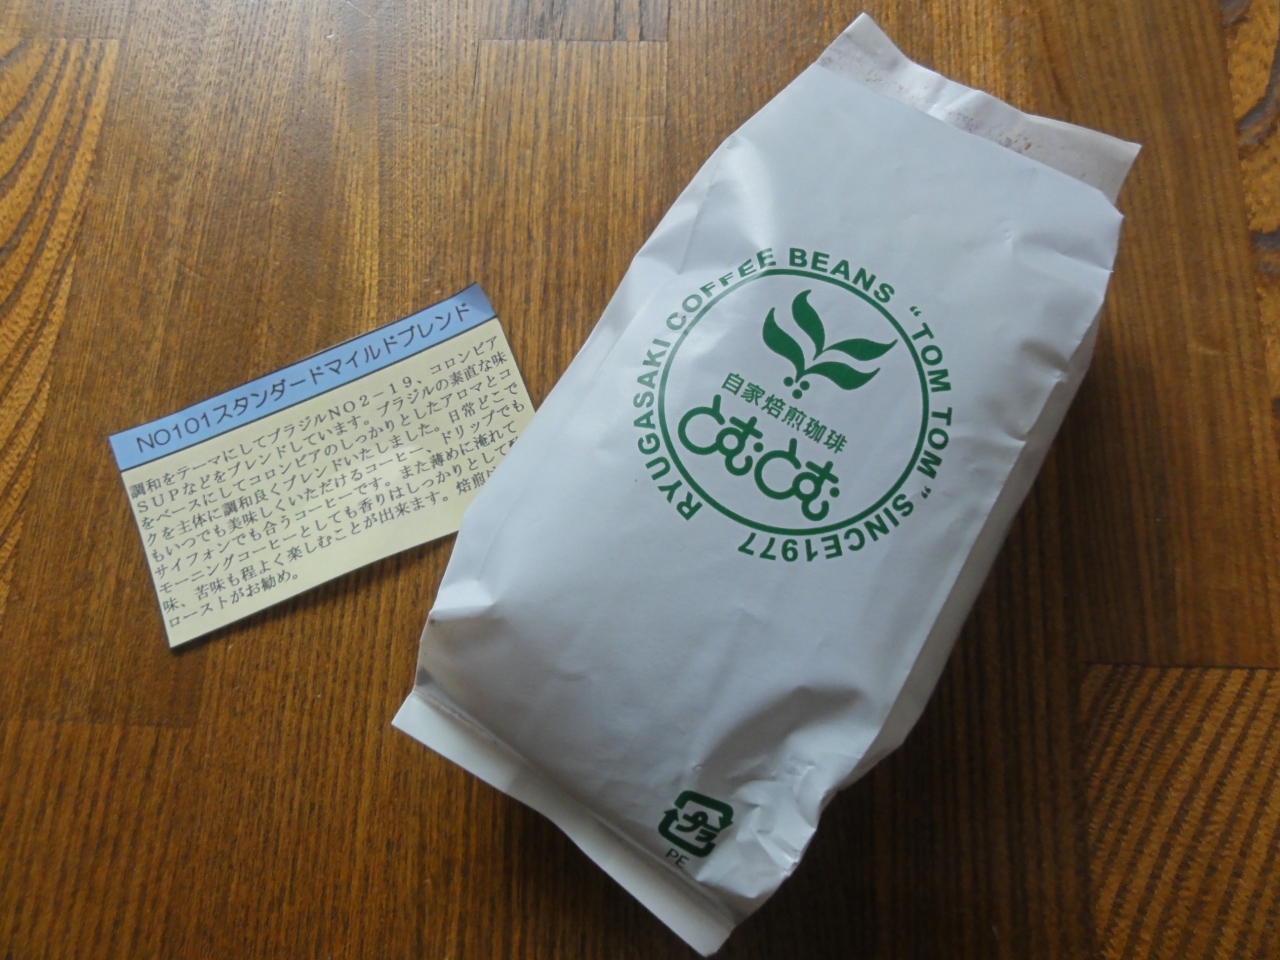 NO101スタンダードマイルドブレンド
調和をテーマにしてブラジルNO2－19、コロンビア
SUPなどをブレンドしています。ブラジルの素直な味
をベースにしてコロンビアのしっかりとしたアロマとコ
クを主体に調和良くブレンドいたしました。日常どこで
もいつでも美味しくいただけるコーヒー、ドリップでも
サイフォンでも合うコーヒーです。また薄めに淹れて
モーニングコーヒーとしても香りはしっかりとして
味、苦味も程よく楽しむことが出来ます。焙煎
ローストがお勧め。
RYUGASAKI COFFEE BEANS “TOM TOM” SINCE1977
自家焙煎珈琲
とむとむ
プラ
PE